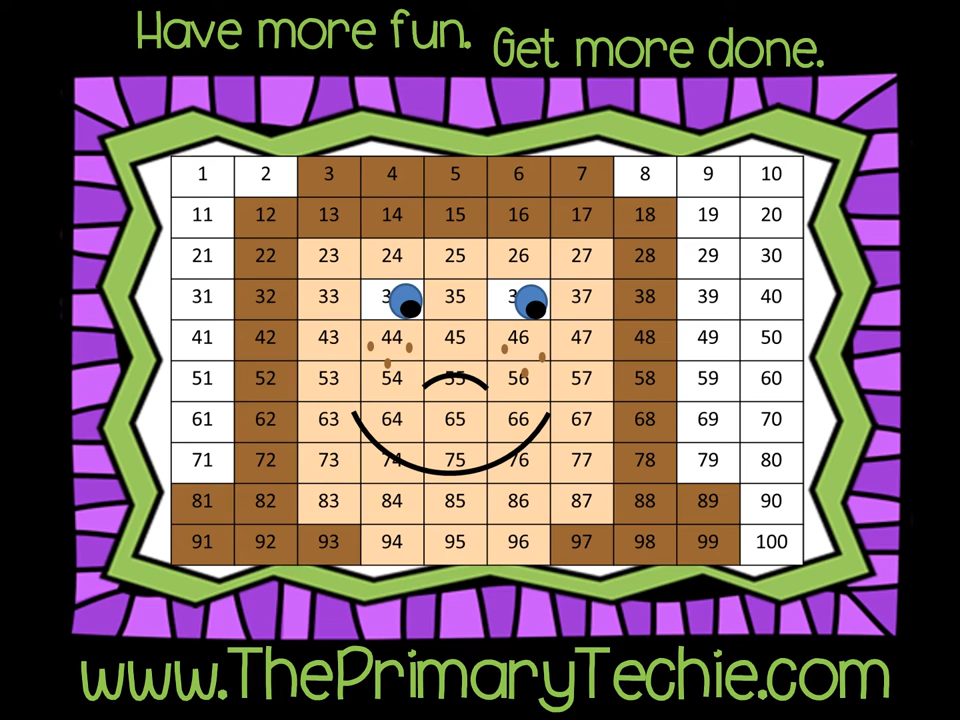 Have more fun. Get more done.
1 2 3 4 5 6 7 8 9 10
11 12 13 14 15 16 17 18 19 20
21 22 23 24 25 26 27 28 29 30
31 32 33 3 35 3 37 38 39 40
41 42 43 44 45 46 47 48 49 50
51 52 53 54 55 56 57 58 59 60
61 62 63 64 65 66 67 68 69 70
71 72 73 74 75 76 77 78 79 80
81 82 83 84 85 86 87 88 89 90
91 92 93 94 95 96 97 98 99 100
www.ThePrimaryTechie.com